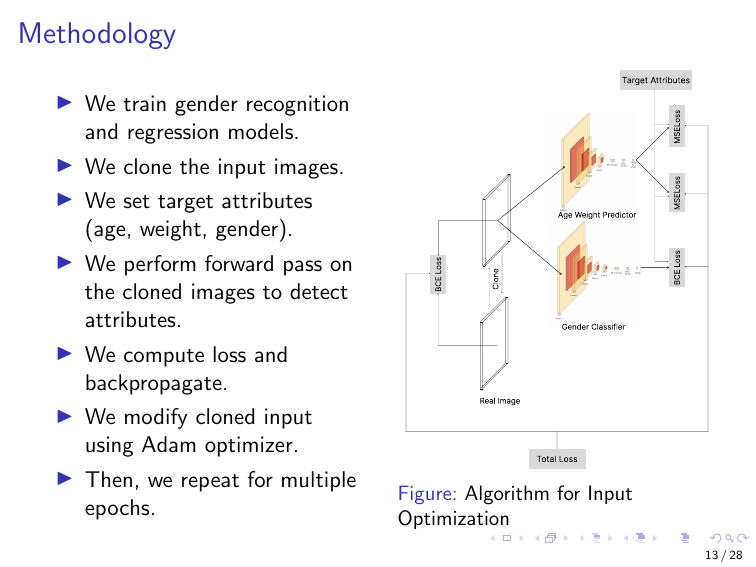 Methodology
We train gender recognition
and regression models.
We clone the input images.
We set target attributes
(age, weight, gender).
We perform forward pass on
the cloned images to detect
attributes.
We compute loss and
backpropagate.
We modify cloned input
using Adam optimizer.
Then, we repeat for multiple
epochs.
Target Attributes
MSELoss
MSELoss
Age Weight Predictor
BCE Loss
Clone
BCE Loss
Gender Classifier
Real Image
Total Loss
Figure: Algorithm for Input
Optimization
13 / 28